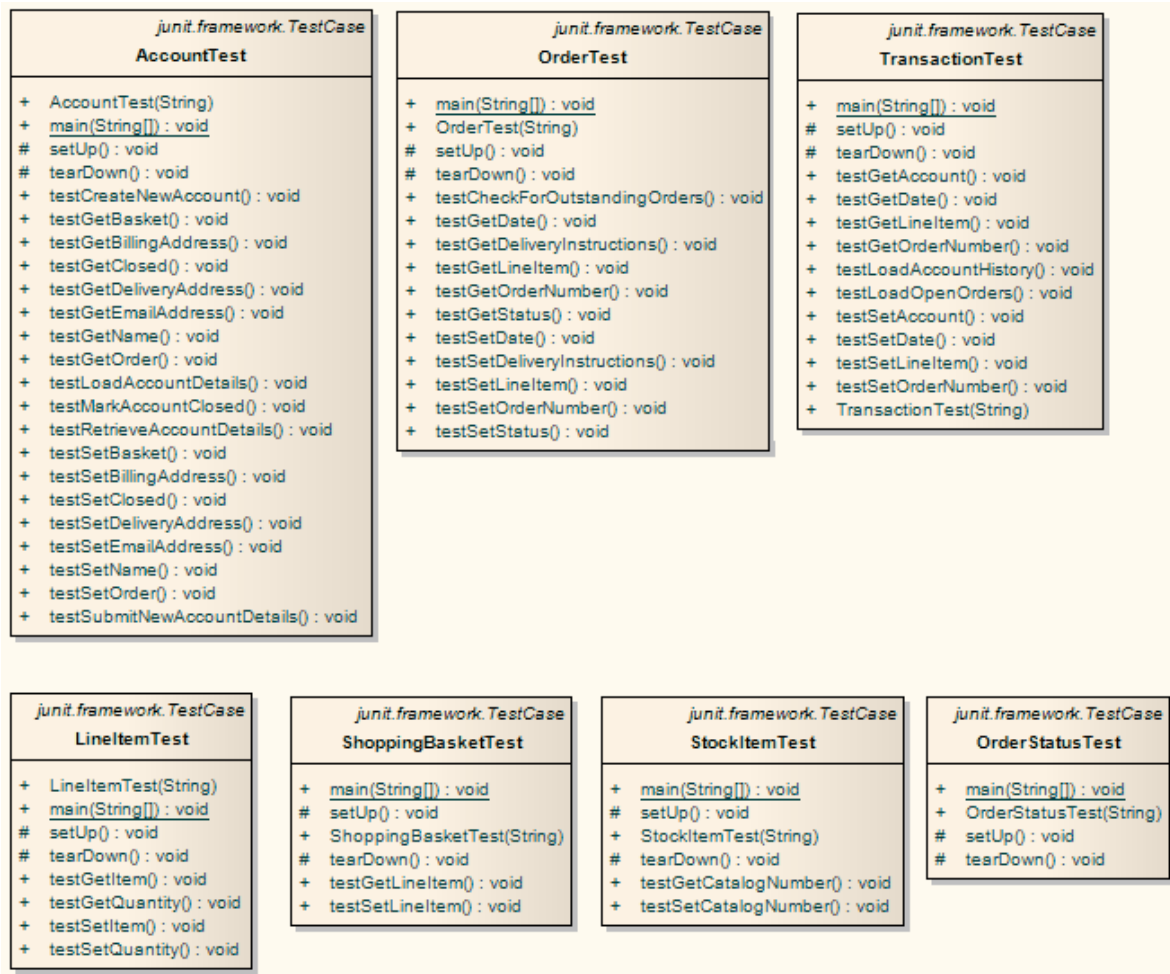 junit.framework.TestCase
AccountTest
+ AccountTest(String)
+ main(String[]) : void
# setUp() : void
# tearDown() : void
+ testCreateNewAccount() : void
+ testGetBasket() : void
+ testGetBillingAddress() : void
+ testGetClosed() : void
+ testGetDeliveryAddress() : void
+ testGetEmailAddress() : void
+ testGetName() : void
+ testGetOrder() : void
+ testLoadAccountDetails() : void
+ testMarkAccountClosed() : void
+ testRetrieveAccountDetails() : void
+ testSetBasket() : void
+ testSetBillingAddress() : void
+ testSetClosed() : void
+ testSetDeliveryAddress() : void
+ testSetEmailAddress() : void
+ testSetName() : void
+ testSetOrder() : void
+ testSubmitNewAccountDetails() : void
junit.framework.TestCase
OrderTest
+ main(String[]) : void
+ OrderTest(String)
# setUp() : void
# tearDown() : void
+ testCheckForOutstandingOrders() : void
+ testGetDate() : void
+ testGetDeliveryInstructions() : void
+ testGetLineItem() : void
+ testGetOrderNumber() : void
+ testGetStatus() : void
+ testSetDate() : void
+ testSetDeliveryInstructions() : void
+ testSetLineItem() : void
+ testSetOrderNumber() : void
+ testSetStatus() : void
junit.framework.TestCase
TransactionTest
+ main(String[]) : void
# setUp() : void
# tearDown() : void
+ testGetAccount() : void
+ testGetDate() : void
+ testGetLineItem() : void
+ testGetOrderNumber() : void
+ testLoadAccountHistory() : void
+ testLoadOpenOrders() : void
+ testSetAccount() : void
+ testSetDate() : void
+ testSetLineItem() : void
+ testSetOrderNumber() : void
+ TransactionTest(String)
junit.framework.TestCase
LineItemTest
+ LineItemTest(String)
+ main(String[]) : void
# setUp() : void
# tearDown() : void
+ testGetItem() : void
+ testGetQuantity() : void
+ testSetItem() : void
+ testSetQuantity() : void
junit.framework.TestCase
ShoppingBasketTest
+ main(String[]) : void
# setUp() : void
+ ShoppingBasketTest(String)
# tearDown() : void
+ testGetLineItem() : void
+ testSetLineItem() : void
junit.framework.TestCase
StockItemTest
+ main(String[]) : void
# setUp() : void
+ StockItemTest(String)
# tearDown() : void
+ testGetCatalogNumber() : void
+ testSetCatalogNumber() : void
junit.framework.TestCase
OrderStatusTest
+ main(String[]) : void
+ OrderStatusTest(String)
# setUp() : void
# tearDown() : void